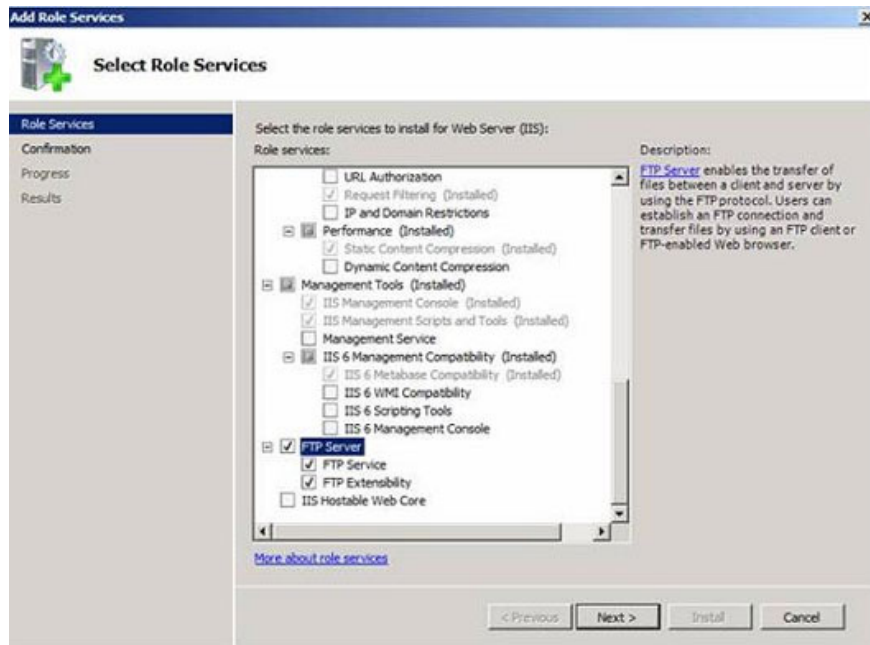 Add Role Services
Select Role Services
Role Services
Confirmation
Progress
Results
Select the role services to install for Web Server (IIS):
Role services:
URL Authorization
Request Filtering (Installed)
IP and Domain Restrictions
Performance (Installed)
Static Content Compression (Installed)
Dynamic Content Compression
Management Tools (Installed)
IIS Management Console (Installed)
IIS Management Scripts and Tools (Installed)
Management Service
IIS 6 Management Compatibility (Installed)
IIS 6 Metabase Compatibility (Installed)
IIS 6 WMI Compatibility
IIS 6 Scripting Tools
IIS 6 Management Console
FTP Server
FTP Service
FTP Extensibility
IIS Hostable Web Core
More about role services
Description:
FTP Server enables the transfer of
files between a client and server by
using the FTP protocol. Users can
establish an FTP connection and
transfer files by using an FTP client or
FTP-enabled Web browser.
< Previous
Next >
Install
Cancel